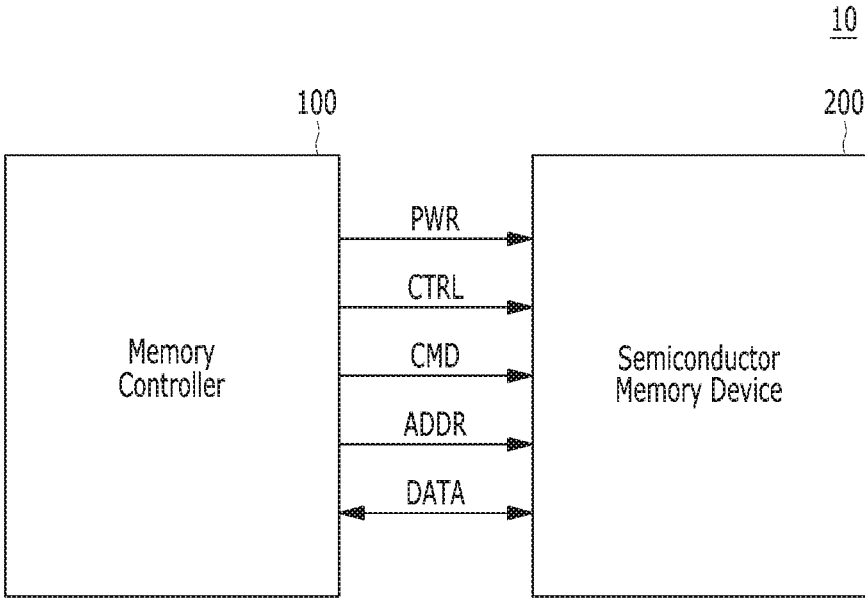 10
100
200
PWR
CTRL
CMD
ADDR
DATA
Memory
Controller
Semiconductor
Memory Device